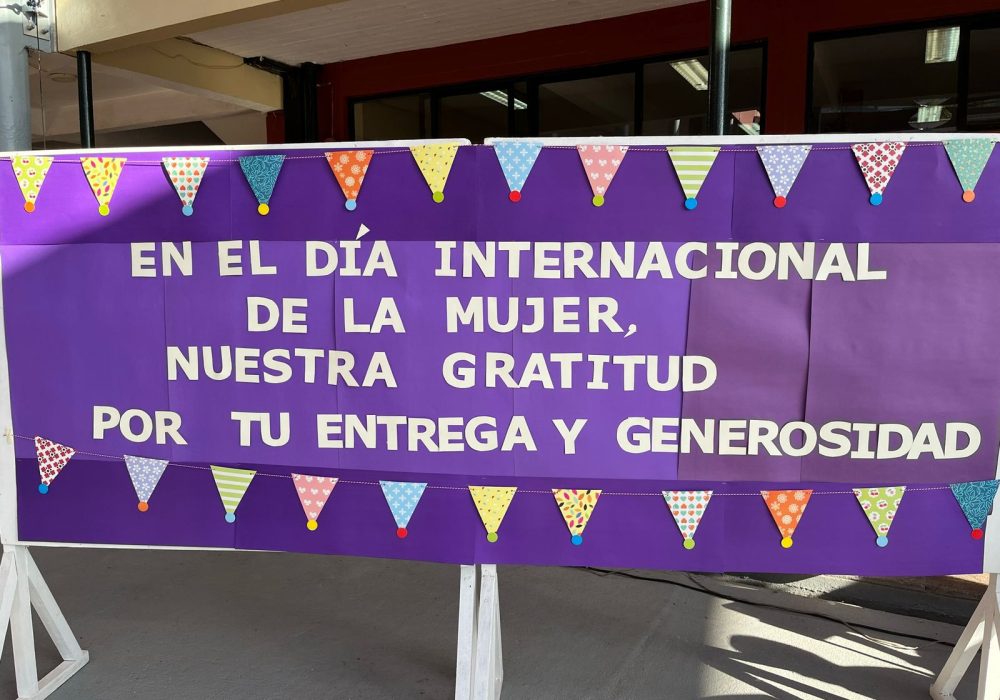 EN EL DÍA INTERNACIONAL
DE LA MUJER,
NUESTRA GRATITUD
POR TU ENTREGA Y GENEROSIDAD